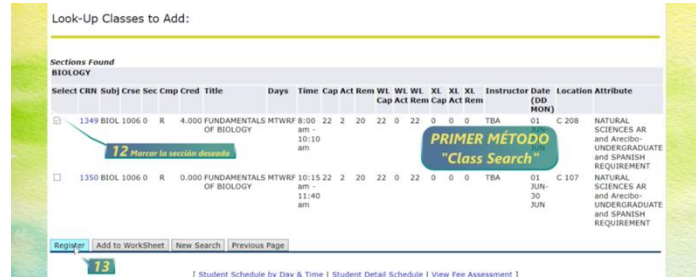 Look-Up Classes to Add:
Sections Found
BIOLOGY
Select CRN Subj Crse Sec Cmp Cred Title Days Time Cap Act Rem WL WL WL XL XL XL Instructor Date Location Attribute
Cap Act Rem Cap Act Rem (DD
MON)
1349 BIOL 1006 0 R 4.000 FUNDAMENTALS MTWRF 8:00 22 2 20 22 0 22 0 0 0 TBA 01 C 208 NATURAL
OF BIOLOGY am - JUN- SCIENCES AR
10:10 and Arecibo-
am UNDERGRADUATE
and SPANISH
REQUIREMENT
12 Marcar la sección deseada
PRIMER MÉTODO
"Class Search"
1350 BIOL 1006 0 R 0.000 FUNDAMENTALS MTWRF 10:15 22 2 20 22 0 22 0 0 0 TBA 01 C 107 NATURAL
OF BIOLOGY am - JUN- SCIENCES AR
11:40 30 and Arecibo-
am JUN UNDERGRADUATE
and SPANISH
REQUIREMENT
Register Add to WorkSheet New Search Previous Page
13
[ Student Schedule by Day & Time | Student Detail Schedule | View Fee Assessment ]